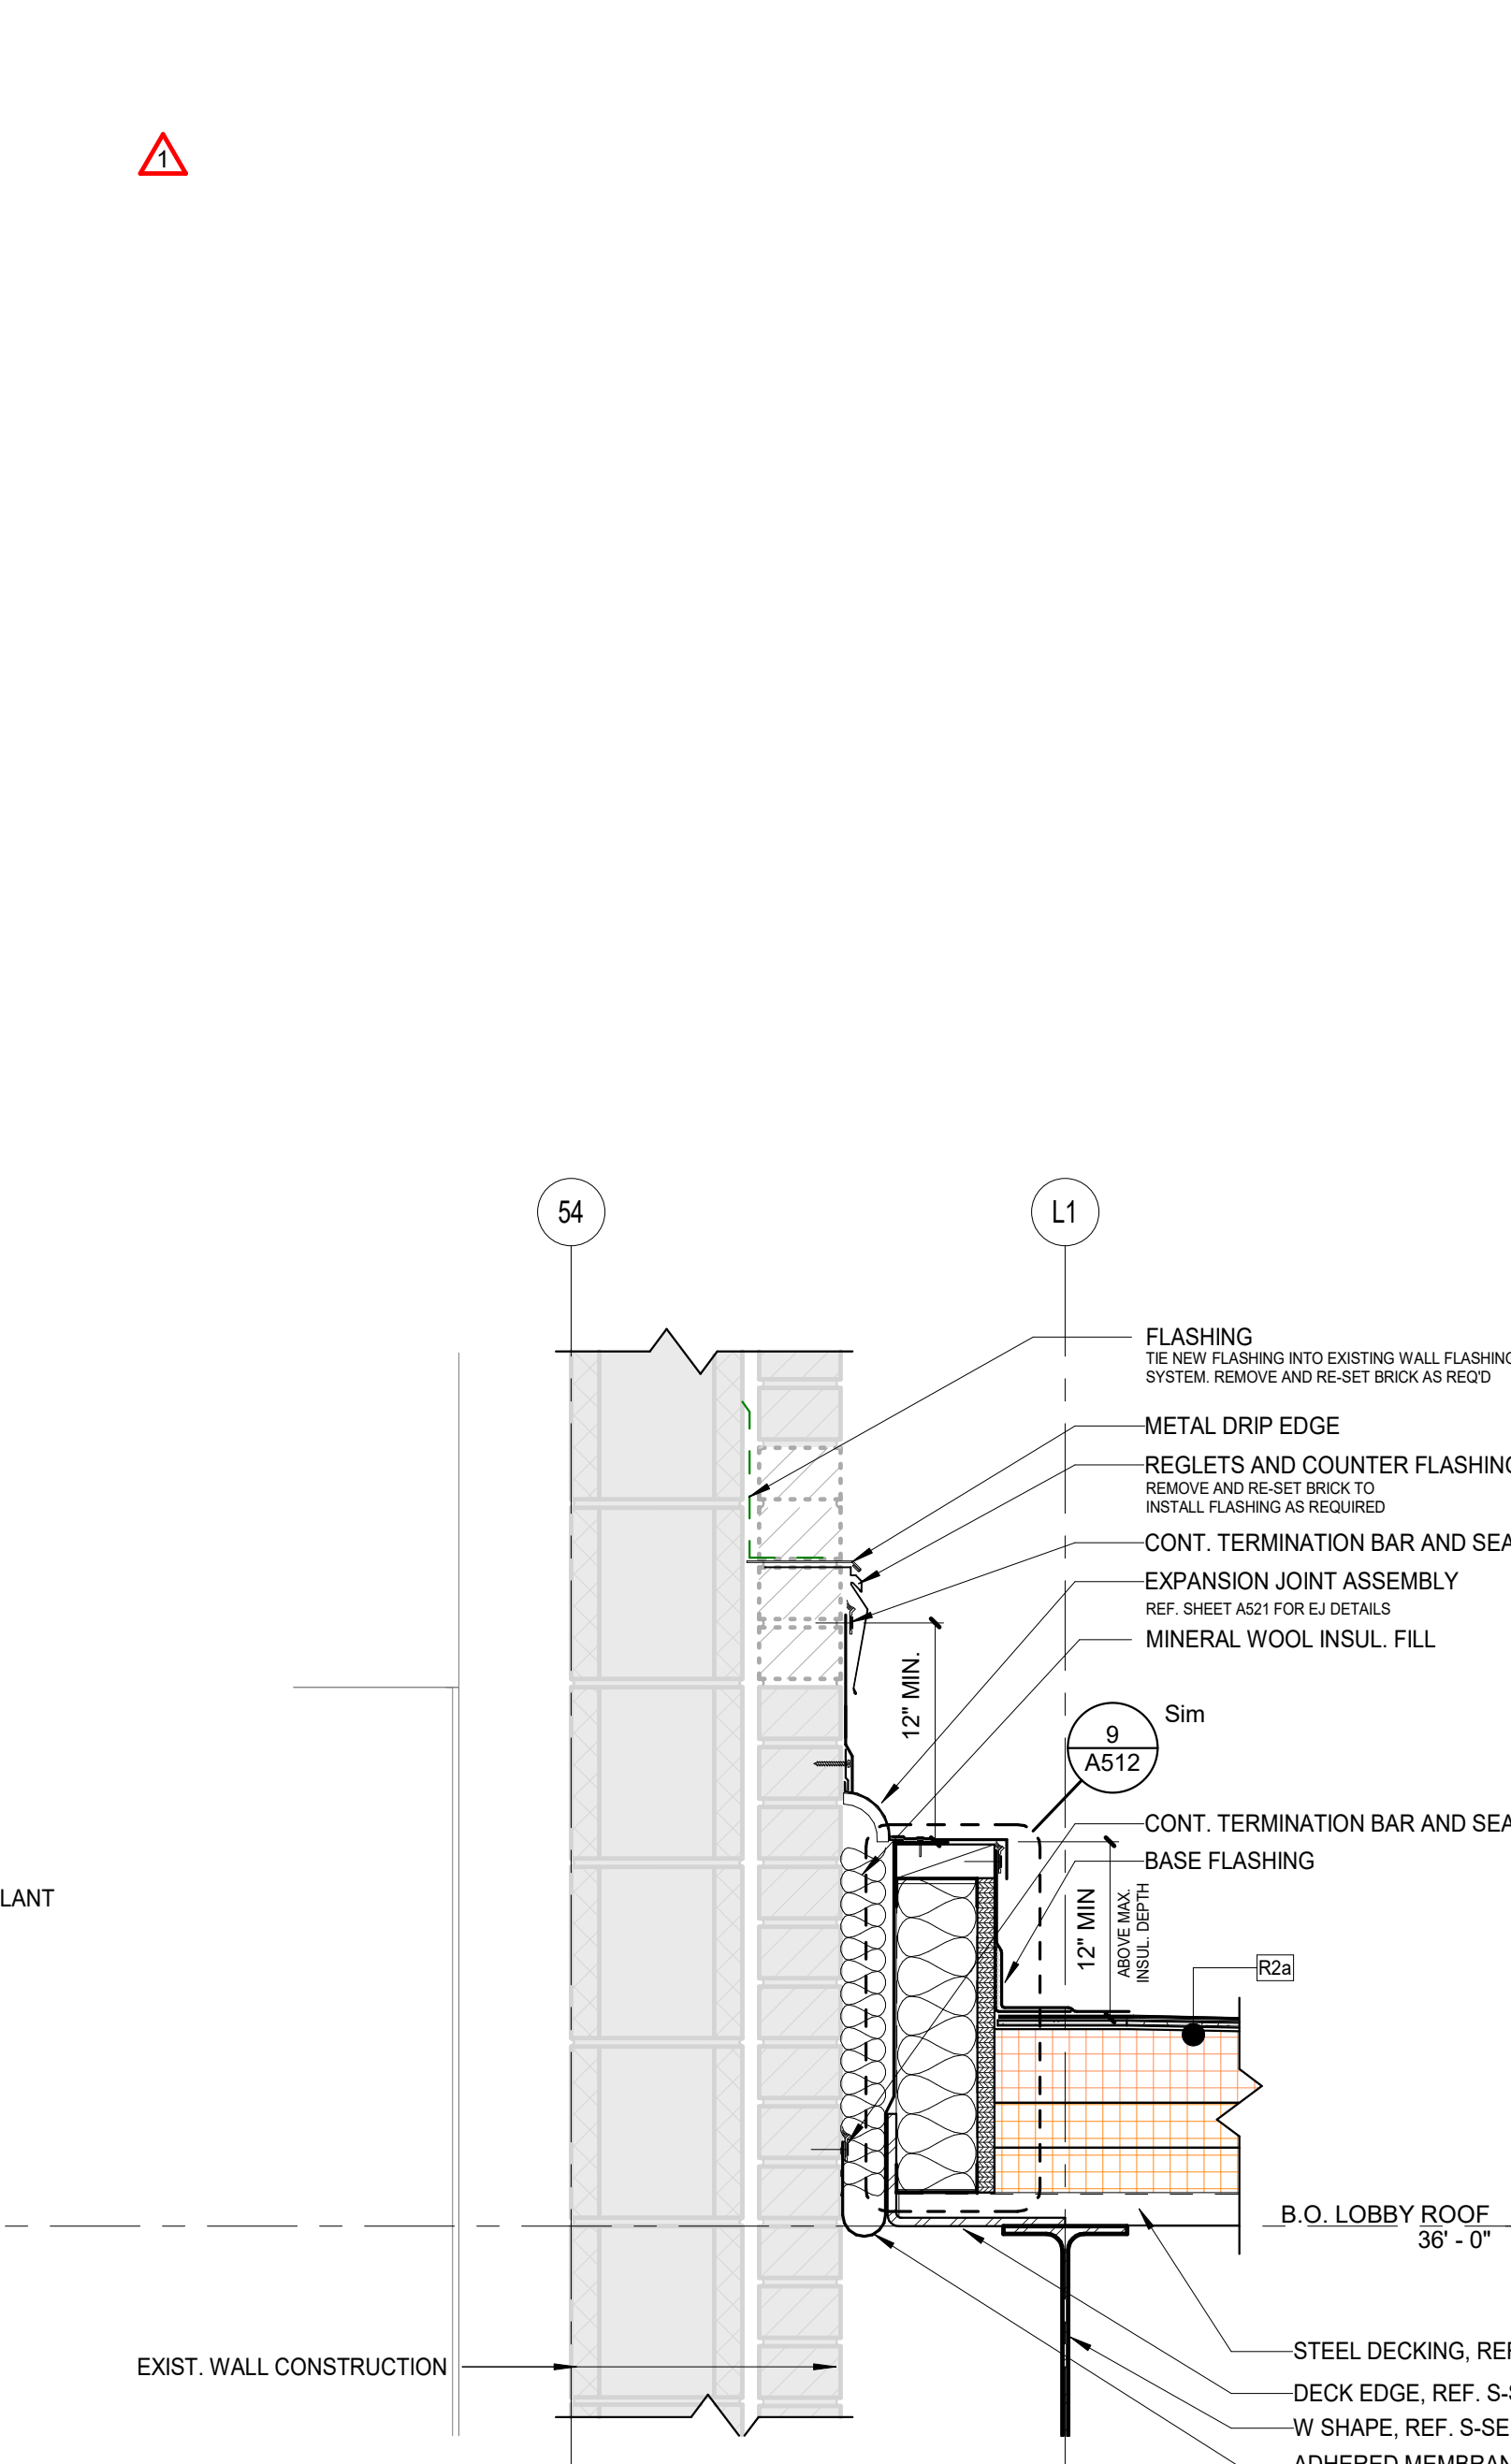 1
54
L1
FLASHING
TIE NEW FLASHING INTO EXISTING WALL FLASHING
SYSTEM. REMOVE AND RE-SET BRICK AS REQ'D
METAL DRIP EDGE
REGLETS AND COUNTER FLASHING
REMOVE AND RE-SET BRICK TO
INSTALL FLASHING AS REQUIRED
CONT. TERMINATION BAR AND SEA
EXPANSION JOINT ASSEMBLY
REF. SHEET A521 FOR EJ DETAILS
MINERAL WOOL INSUL. FILL
12" MIN.
Sim
9
A512
CONT. TERMINATION BAR AND SEA
BASE FLASHING
LANT
12" MIN
ABOVE MAX.
INSUL. DEPTH
R2a
B.O. LOBBY ROOF
36' - 0"
STEEL DECKING, REF
DECK EDGE, REF. S-S
EXIST. WALL CONSTRUCTION
W SHAPE, REF. S-SE
ADHERED MEMBRAN